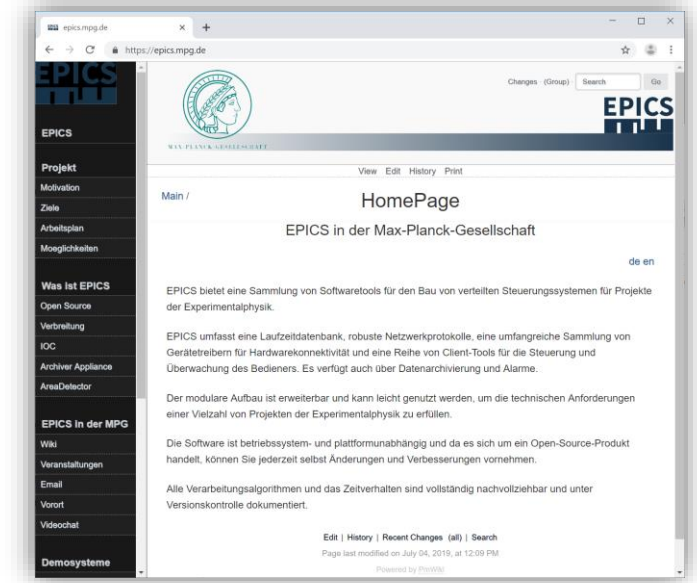 epics.mpg.de
https://epics.mpg.de
EPICS
EPICS
Projekt
Motivation
Ziele
Arbeitsplan
Moeglichkeiten
Was ist EPICS
Open Source
Verbreitung
IOC
Archiver Appliance
AreaDetector
EPICS in der MPG
Wiki
Veranstaltungen
Email
Vorort
Videochat
Demosysteme
MAX-PLANCK-GESELLSCHAFT
Changes (Group) Search Go
EPICS
View Edit History Print
Main /
HomePage
EPICS in der Max-Planck-Gesellschaft
de en
EPICS bietet eine Sammlung von Softwaretools für den Bau von verteilten Steuerungssystemen für Projekte
der Experimentalphysik.
EPICS umfasst eine Laufzeitdatenbank, robuste Netzwerkprotokolle, eine umfangreiche Sammlung von
Gerätetreibern für Hardwarekonnektivität und eine Reihe von Client-Tools für die Steuerung und
Überwachung des Bedieners. Es verfügt auch über Datenarchivierung und Alarme.
Der modulare Aufbau ist erweiterbar und kann leicht genutzt werden, um die technischen Anforderungen
einer Vielzahl von Projekten der Experimentalphysik zu erfüllen.
Die Software ist betriebssystem- und plattformunabhängig und da es sich um ein Open-Source-Produkt
handelt, können Sie jederzeit selbst Änderungen und Verbesserungen vornehmen.
Alle Verarbeitungsalgorithmen und das Zeitverhalten sind vollständig nachvollziehbar und unter
Versionskontrolle dokumentiert.
Edit | History | Recent Changes (all) | Search
Page last modified on July 04, 2019, at 12:09 PM
Powered by PmWiki